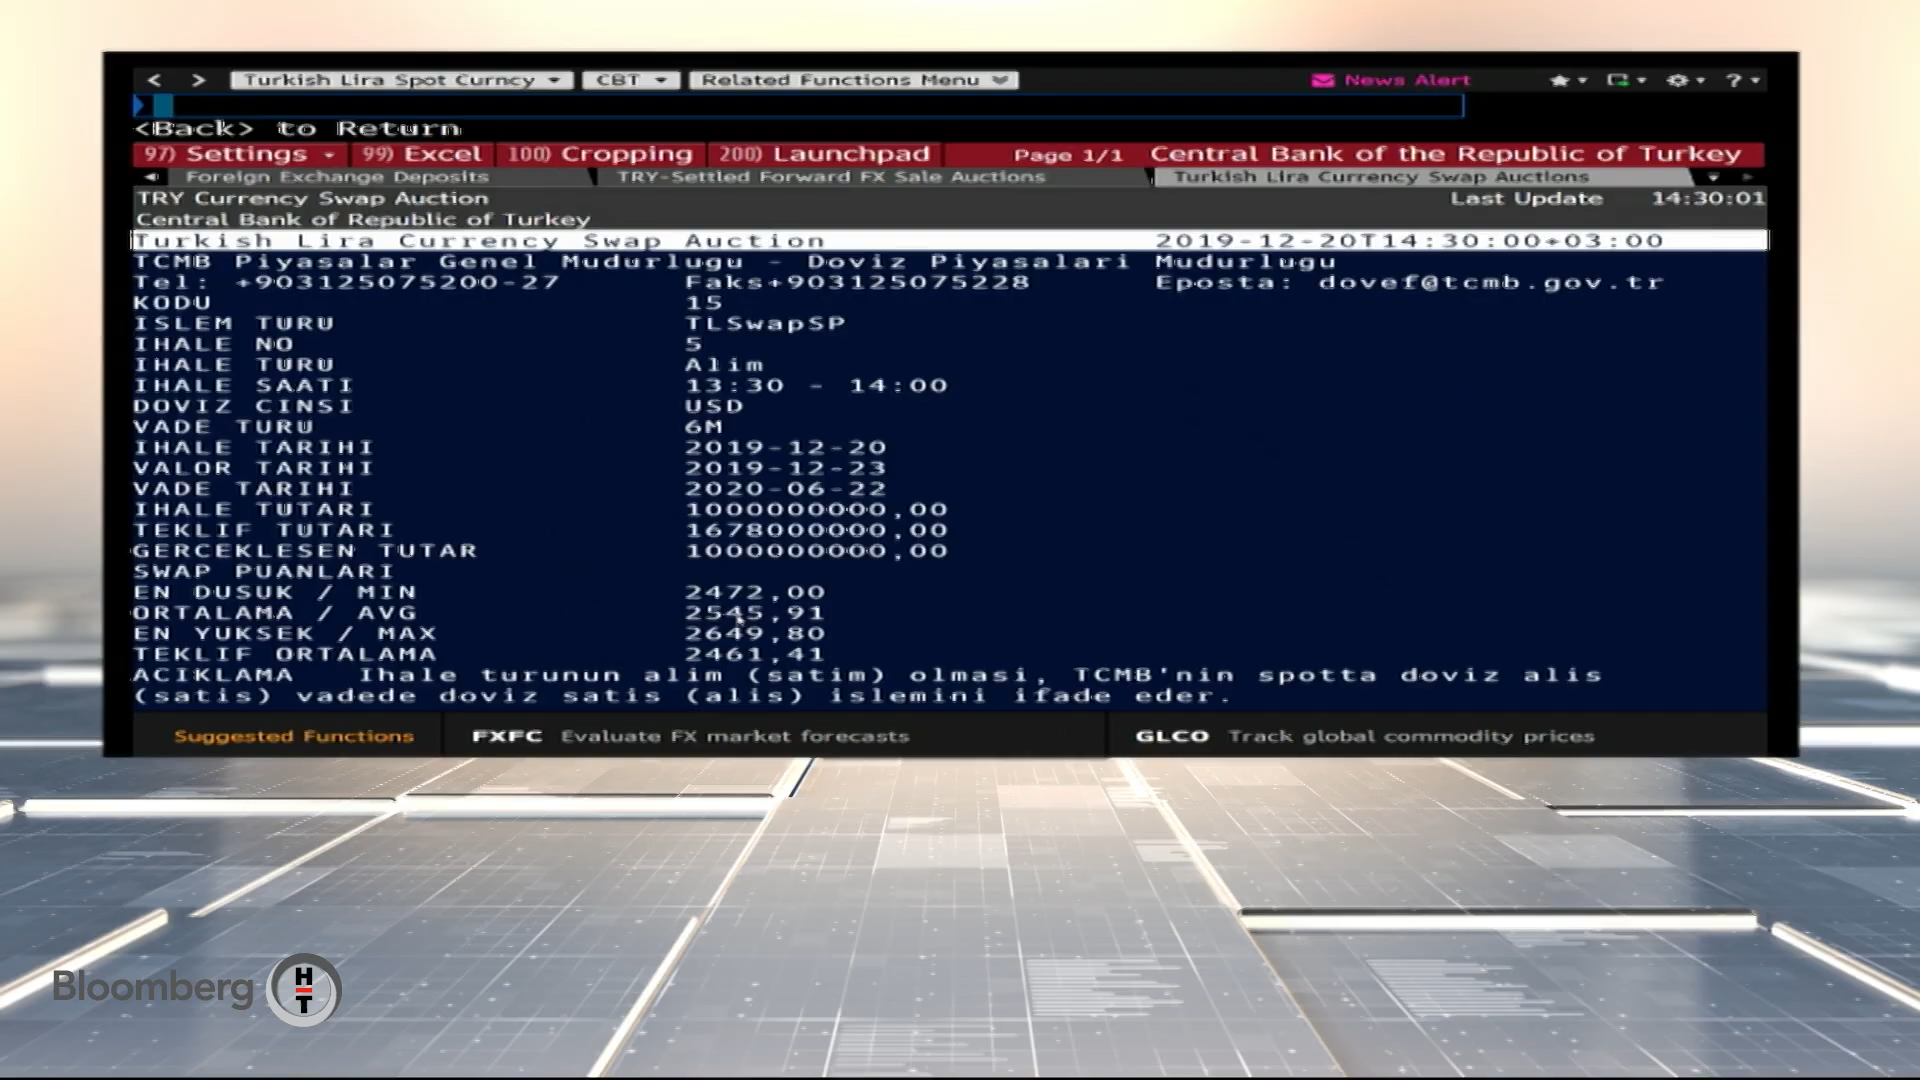 < > Turkish Lira Spot Curncy CBT Related Functions Menu News Alert ?
<Back> to Return
97) Settings 99) Excel 100) Cropping 200) Launchpad Page 1/1 Central Bank of the Republic of Turkey
Foreign Exchange Deposits TRY-Settled Forward FX Sale Auctions Turkish Lira Currency Swap Auctions
TRY Currency Swap Auction Last Update 14:30:01
Central Bank of Republic of Turkey
Turkish Lira Currency Swap Auction 2019-12-20T14:30:00+03:00
TCMB Piyasalar Genel Mudurlugu - Doviz Piyasalari Mudurlugu
Tel: +903125075200-27 Faks+903125075228 Eposta: dovef@tcmb.gov.tr
KODU 15
ISLEM TURU TLSwapSP
IHALE NO 5
IHALE TURU Alim
IHALE SAATI 13:30 - 14:00
DOVIZ CINSI USD
VADE TURU 6M
IHALE TARIHI 2019-12-20
VALOR TARIHI 2019-12-23
VADE TARIHI 2020-06-22
IHALE TUTARI 1000000000,00
TEKLIF TUTARI 1678000000,00
GERCEKLESEN TUTAR 1000000000,00
SWAP PUANLARI
EN DUSUK / MIN 2472,00
ORTALAMA / AVG 2545,91
EN YUKSEK / MAX 2649,80
TEKLIF ORTALAMA 2461,41
ACIKLAMA Ihale turunun alim (satim) olmasi, TCMB'nin spotta doviz alis
(satis) vadede doviz satis (alis) islemini ifade eder.
Suggested Functions FXFC Evaluate FX market forecasts GLCO Track global commodity prices
Bloomberg HT